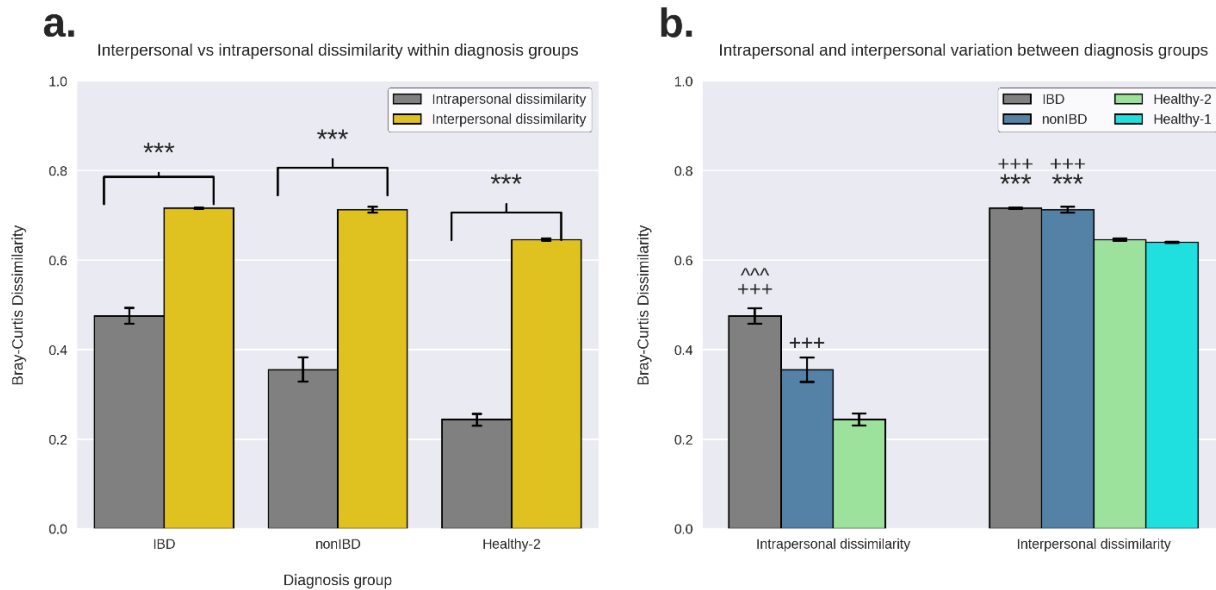 a.
Interpersonal vs intrapersonal dissimilarity within diagnosis groups
Bray-Curtis Dissimilarity
1.0
0.8
0.6
0.4
0.2
0.0
Intrapersonal dissimilarity
Interpersonal dissimilarity
***
***
***
IBD
nonIBD
Healthy-2
Diagnosis group
b.
Intrapersonal and interpersonal variation between diagnosis groups
Bray-Curtis Dissimilarity
1.0
0.8
0.6
0.4
0.2
0.0
IBD
nonIBD
Healthy-2
Healthy-1
^^^
+++
+++
+++
***
+++
***
Intrapersonal dissimilarity
Interpersonal dissimilarity